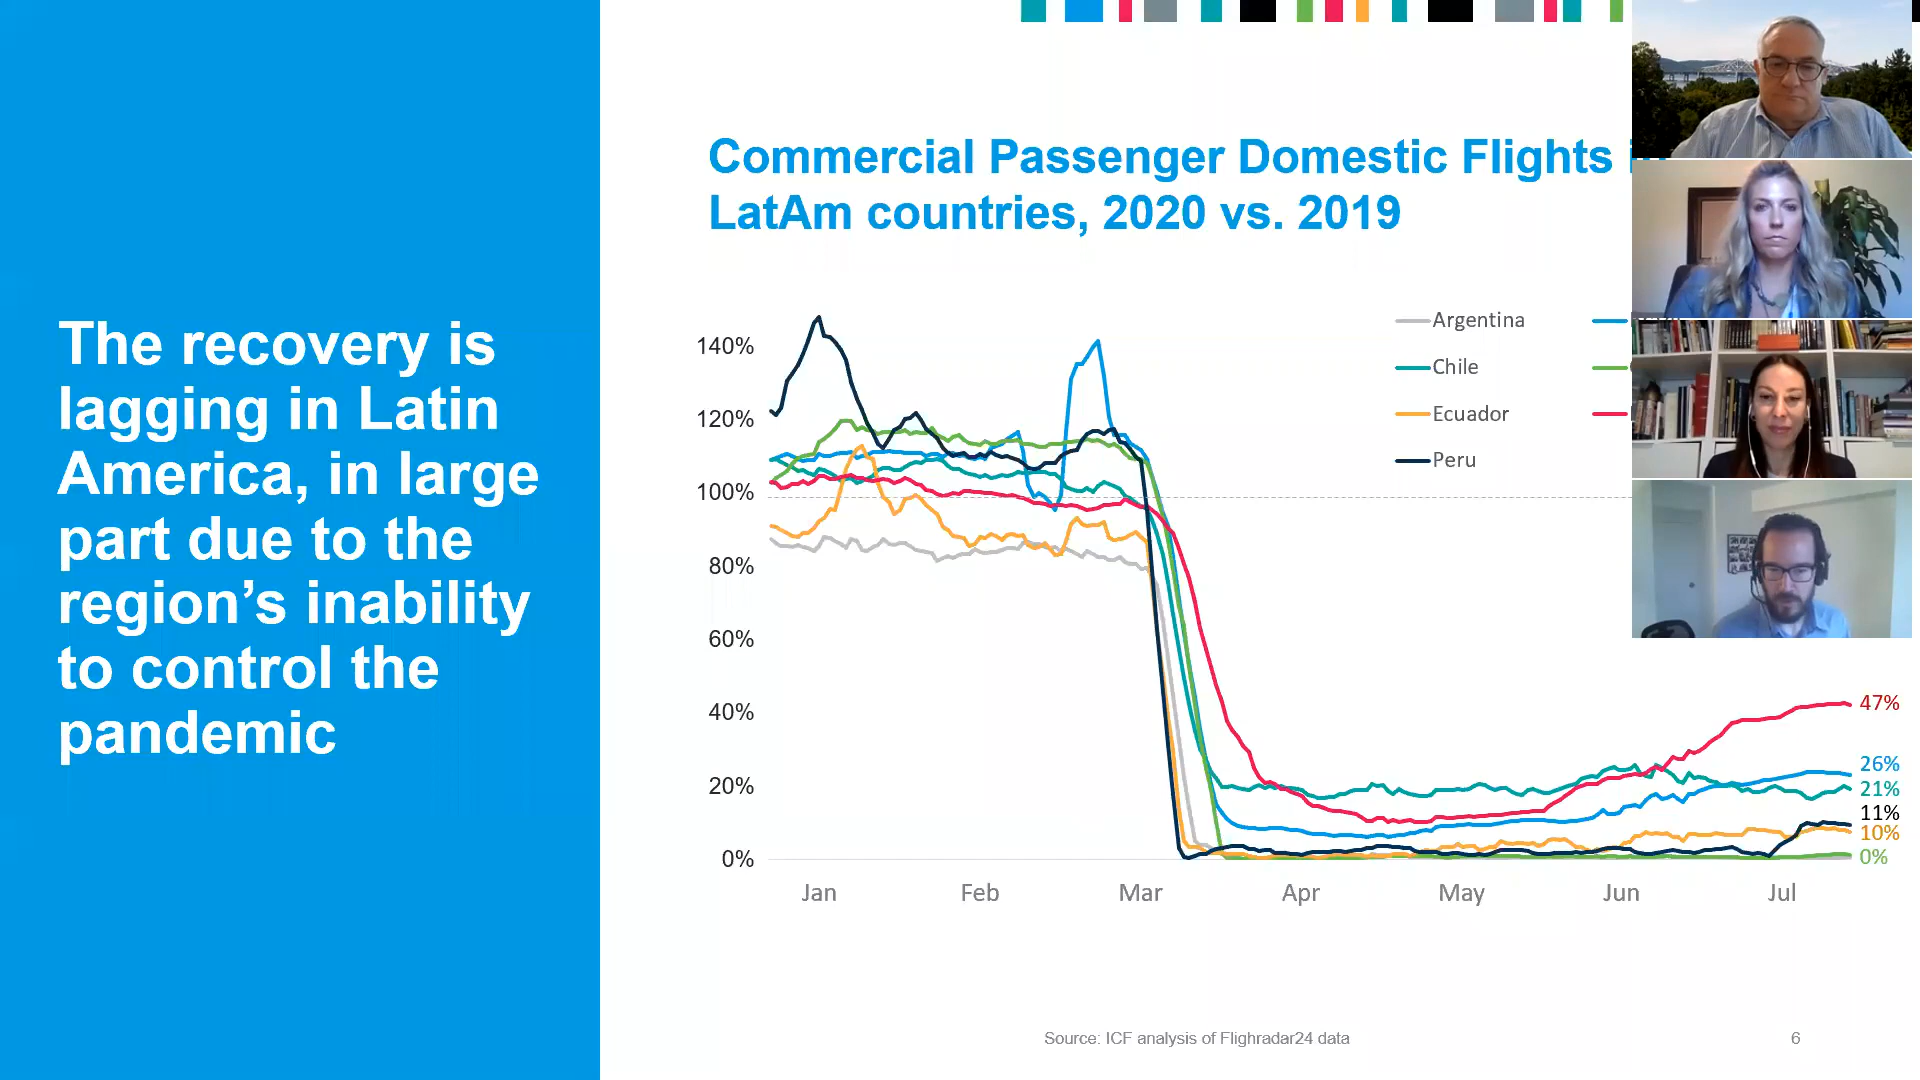 The recovery is
lagging in Latin
America, in large
part due to the
region's inability
to control the
pandemic
Commercial Passenger Domestic Flights
LatAm countries, 2020 vs. 2019
Argentina
Chile
Ecuador
Peru
140%
120%
100%
80%
60%
40%
20%
0%
Jan Feb Mar Apr May Jun Jul
47%
26%
21%
11%
10%
0%
Source: ICF analysis of Flighradar24 data
6